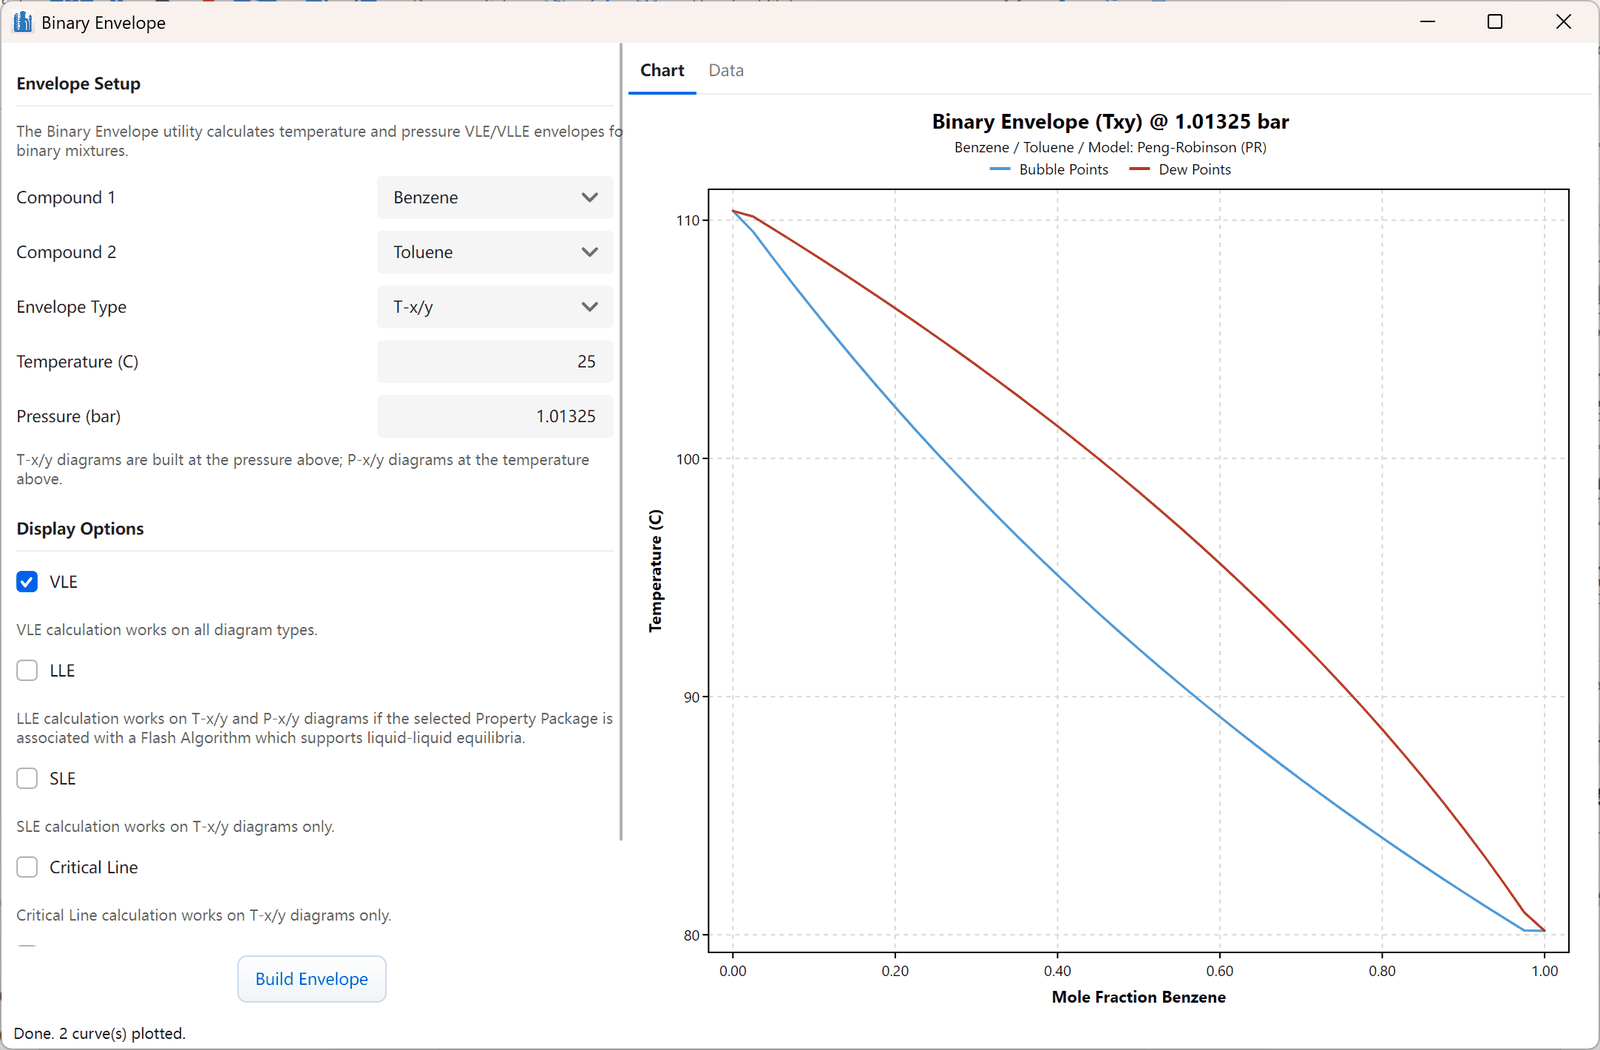 Binary Envelope
Envelope Setup
The Binary Envelope utility calculates temperature and pressure VLE/VLLE envelopes fo
binary mixtures.
Compound 1
Benzene
Compound 2
Toluene
Envelope Type
T-x/y
Temperature (C)
25
Pressure (bar)
1.01325
T-x/y diagrams are built at the pressure above; P-x/y diagrams at the temperature
above.
Display Options
VLE
VLE calculation works on all diagram types.
LLE
LLE calculation works on T-x/y and P-x/y diagrams if the selected Property Package is
associated with a Flash Algorithm which supports liquid-liquid equilibria.
SLE
SLE calculation works on T-x/y diagrams only.
Critical Line
Critical Line calculation works on T-x/y diagrams only.
Build Envelope
Done. 2 curve(s) plotted.
Chart Data
Binary Envelope (Txy) @ 1.01325 bar
Benzene / Toluene / Model: Peng-Robinson (PR)
Bubble Points Dew Points
Temperature (C)
110
100
90
80
0.00 0.20 0.40 0.60 0.80 1.00
Mole Fraction Benzene